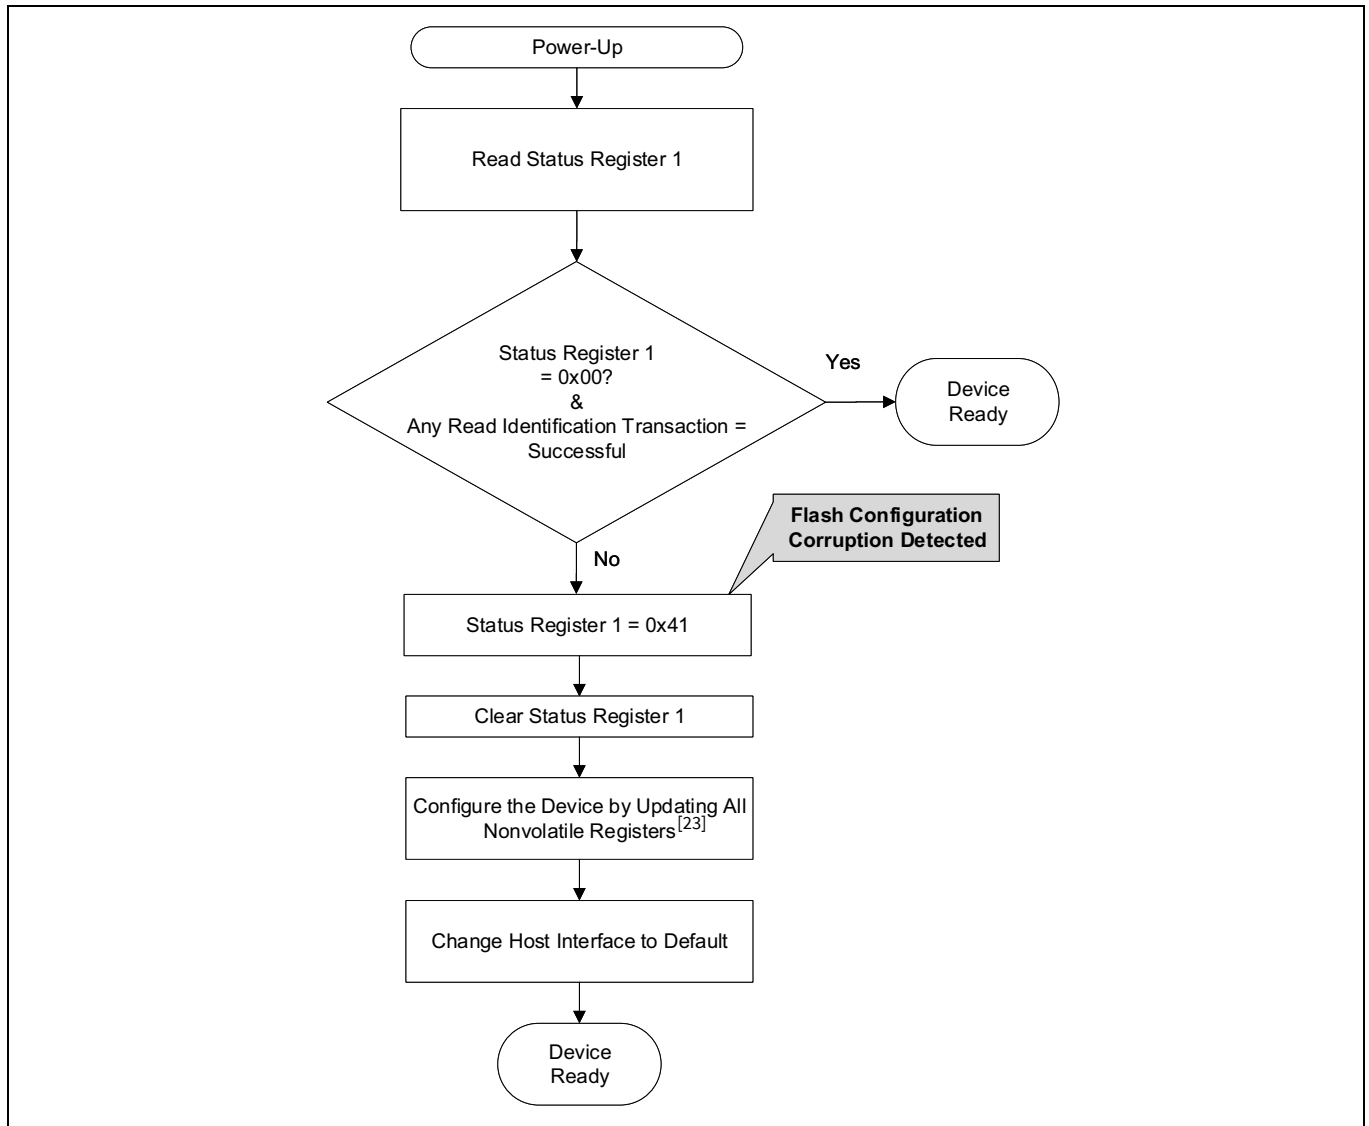 Power-Up
Read Status Register 1
Status Register 1
= 0x00?
&
Any Read Identification Transaction =
Successful
Yes
Device
Ready
Flash Configuration
Corruption Detected
No
Status Register 1 = 0x41
Clear Status Register 1
Configure the Device by Updating All
Nonvolatile Registers[23]
Change Host Interface to Default
Device
Ready